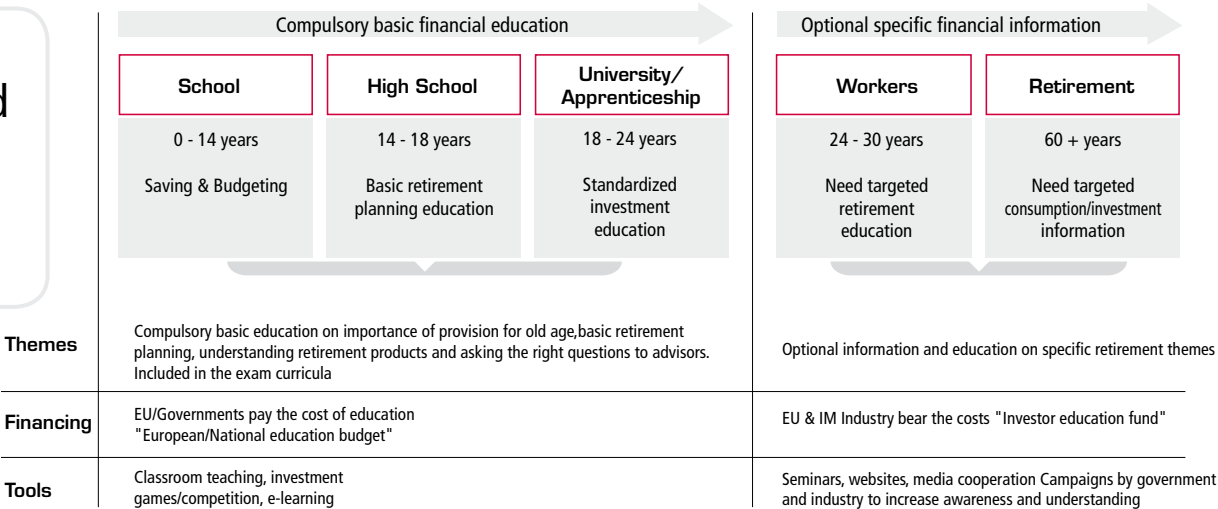 Compulsory basic financial education
Optional specific financial information
School
High School
University/
Apprenticeship
Workers
Retirement
0 - 14 years
14 - 18 years
18 - 24 years
24 - 30 years
60 + years
Saving & Budgeting
Basic retirement
planning education
Standardized
investment
education
Need targeted
retirement
education
Need targeted
consumption/investment
information
Themes
Compulsory basic education on importance of provision for old age,basic retirement
planning, understanding retirement products and asking the right questions to advisors.
Included in the exam curricula
Optional information and education on specific retirement themes
Financing
EU/Governments pay the cost of education
"European/National education budget"
EU & IM Industry bear the costs "Investor education fund"
Tools
Classroom teaching, investment
games/competition, e-learning
Seminars, websites, media cooperation Campaigns by government
and industry to increase awareness and understanding